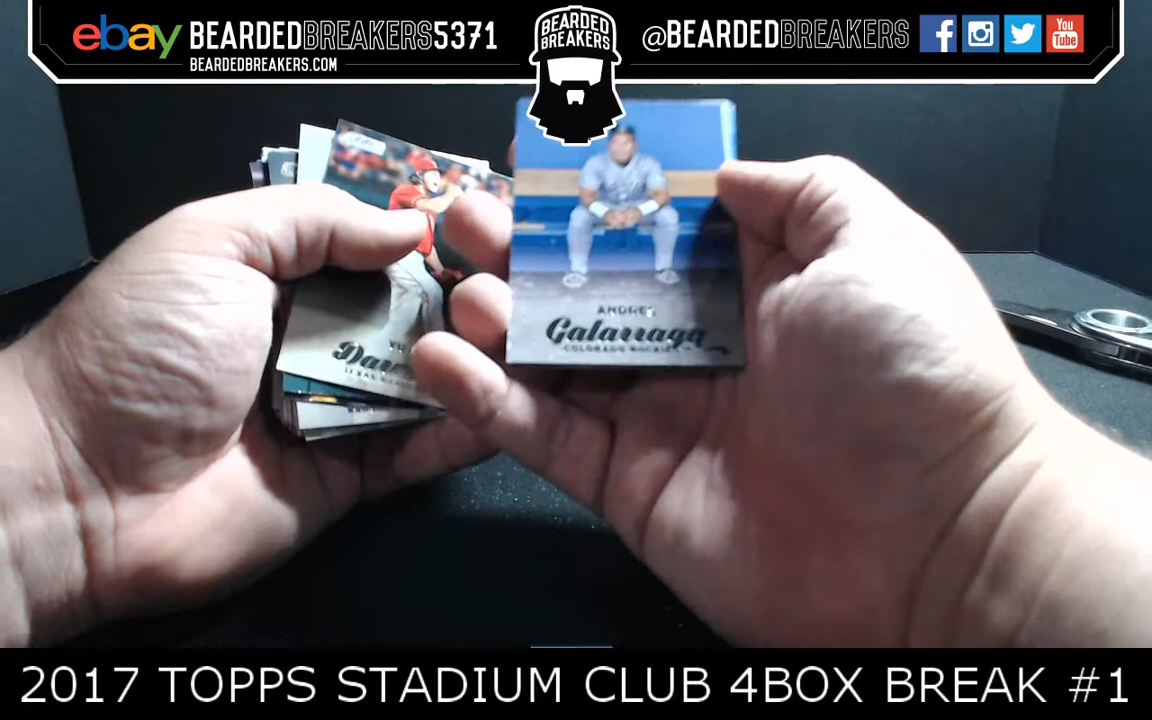 ebay BEARDEDBREAKERS5371
BEARDEDBREAKERS.COM
BEARDED
BREAKERS
@BEARDEDBREAKERS
You
Tube
ANDRES
Galarraga
COLORADO ROCKIES
2017 TOPPS STADIUM CLUB 4BOX BREAK #1